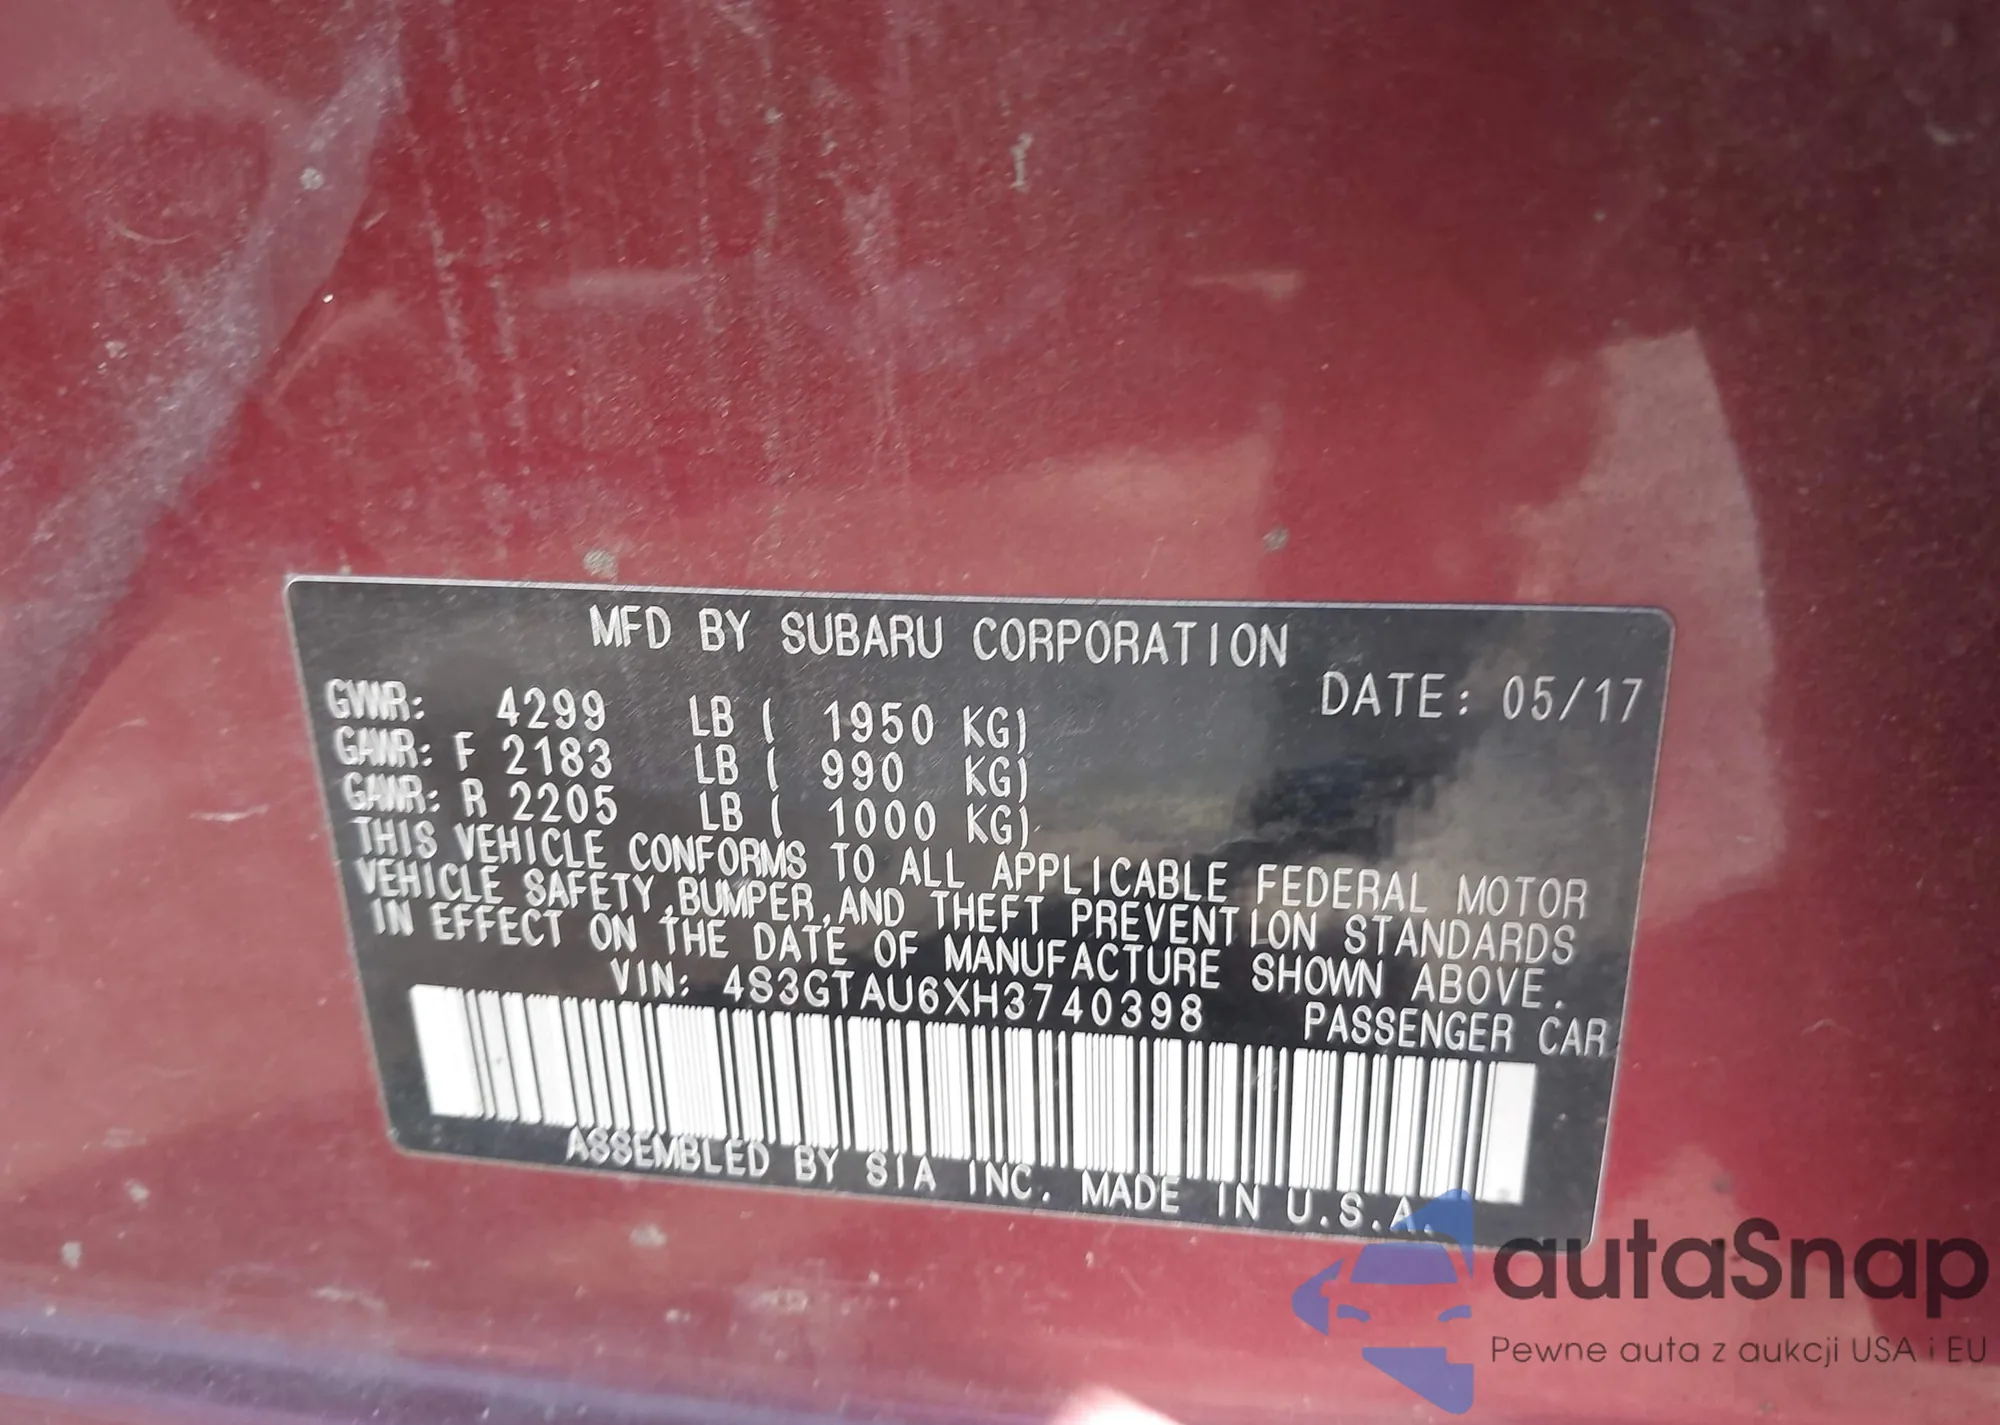 MFD BY SUBARU CORPORATION
DATE: 05/17
GVWR: 4299 LB ( 1950 KG)
GAWR: F 2183 LB ( 990 KG)
GAWR: R 2205 LB ( 1000 KG)
THIS VEHICLE CONFORMS TO ALL APPLICABLE FEDERAL MOTOR
VEHICLE SAFETY,BUMPER,AND THEFT PREVENTION STANDARDS
IN EFFECT ON THE DATE OF MANUFACTURE SHOWN ABOVE.
VIN: 4S3GTAU6XH3740398 PASSENGER CAR
ASSEMBLED BY SIA INC. MADE IN U.S.A.
autaSnap
Pewne auta z aukcji USA i EU